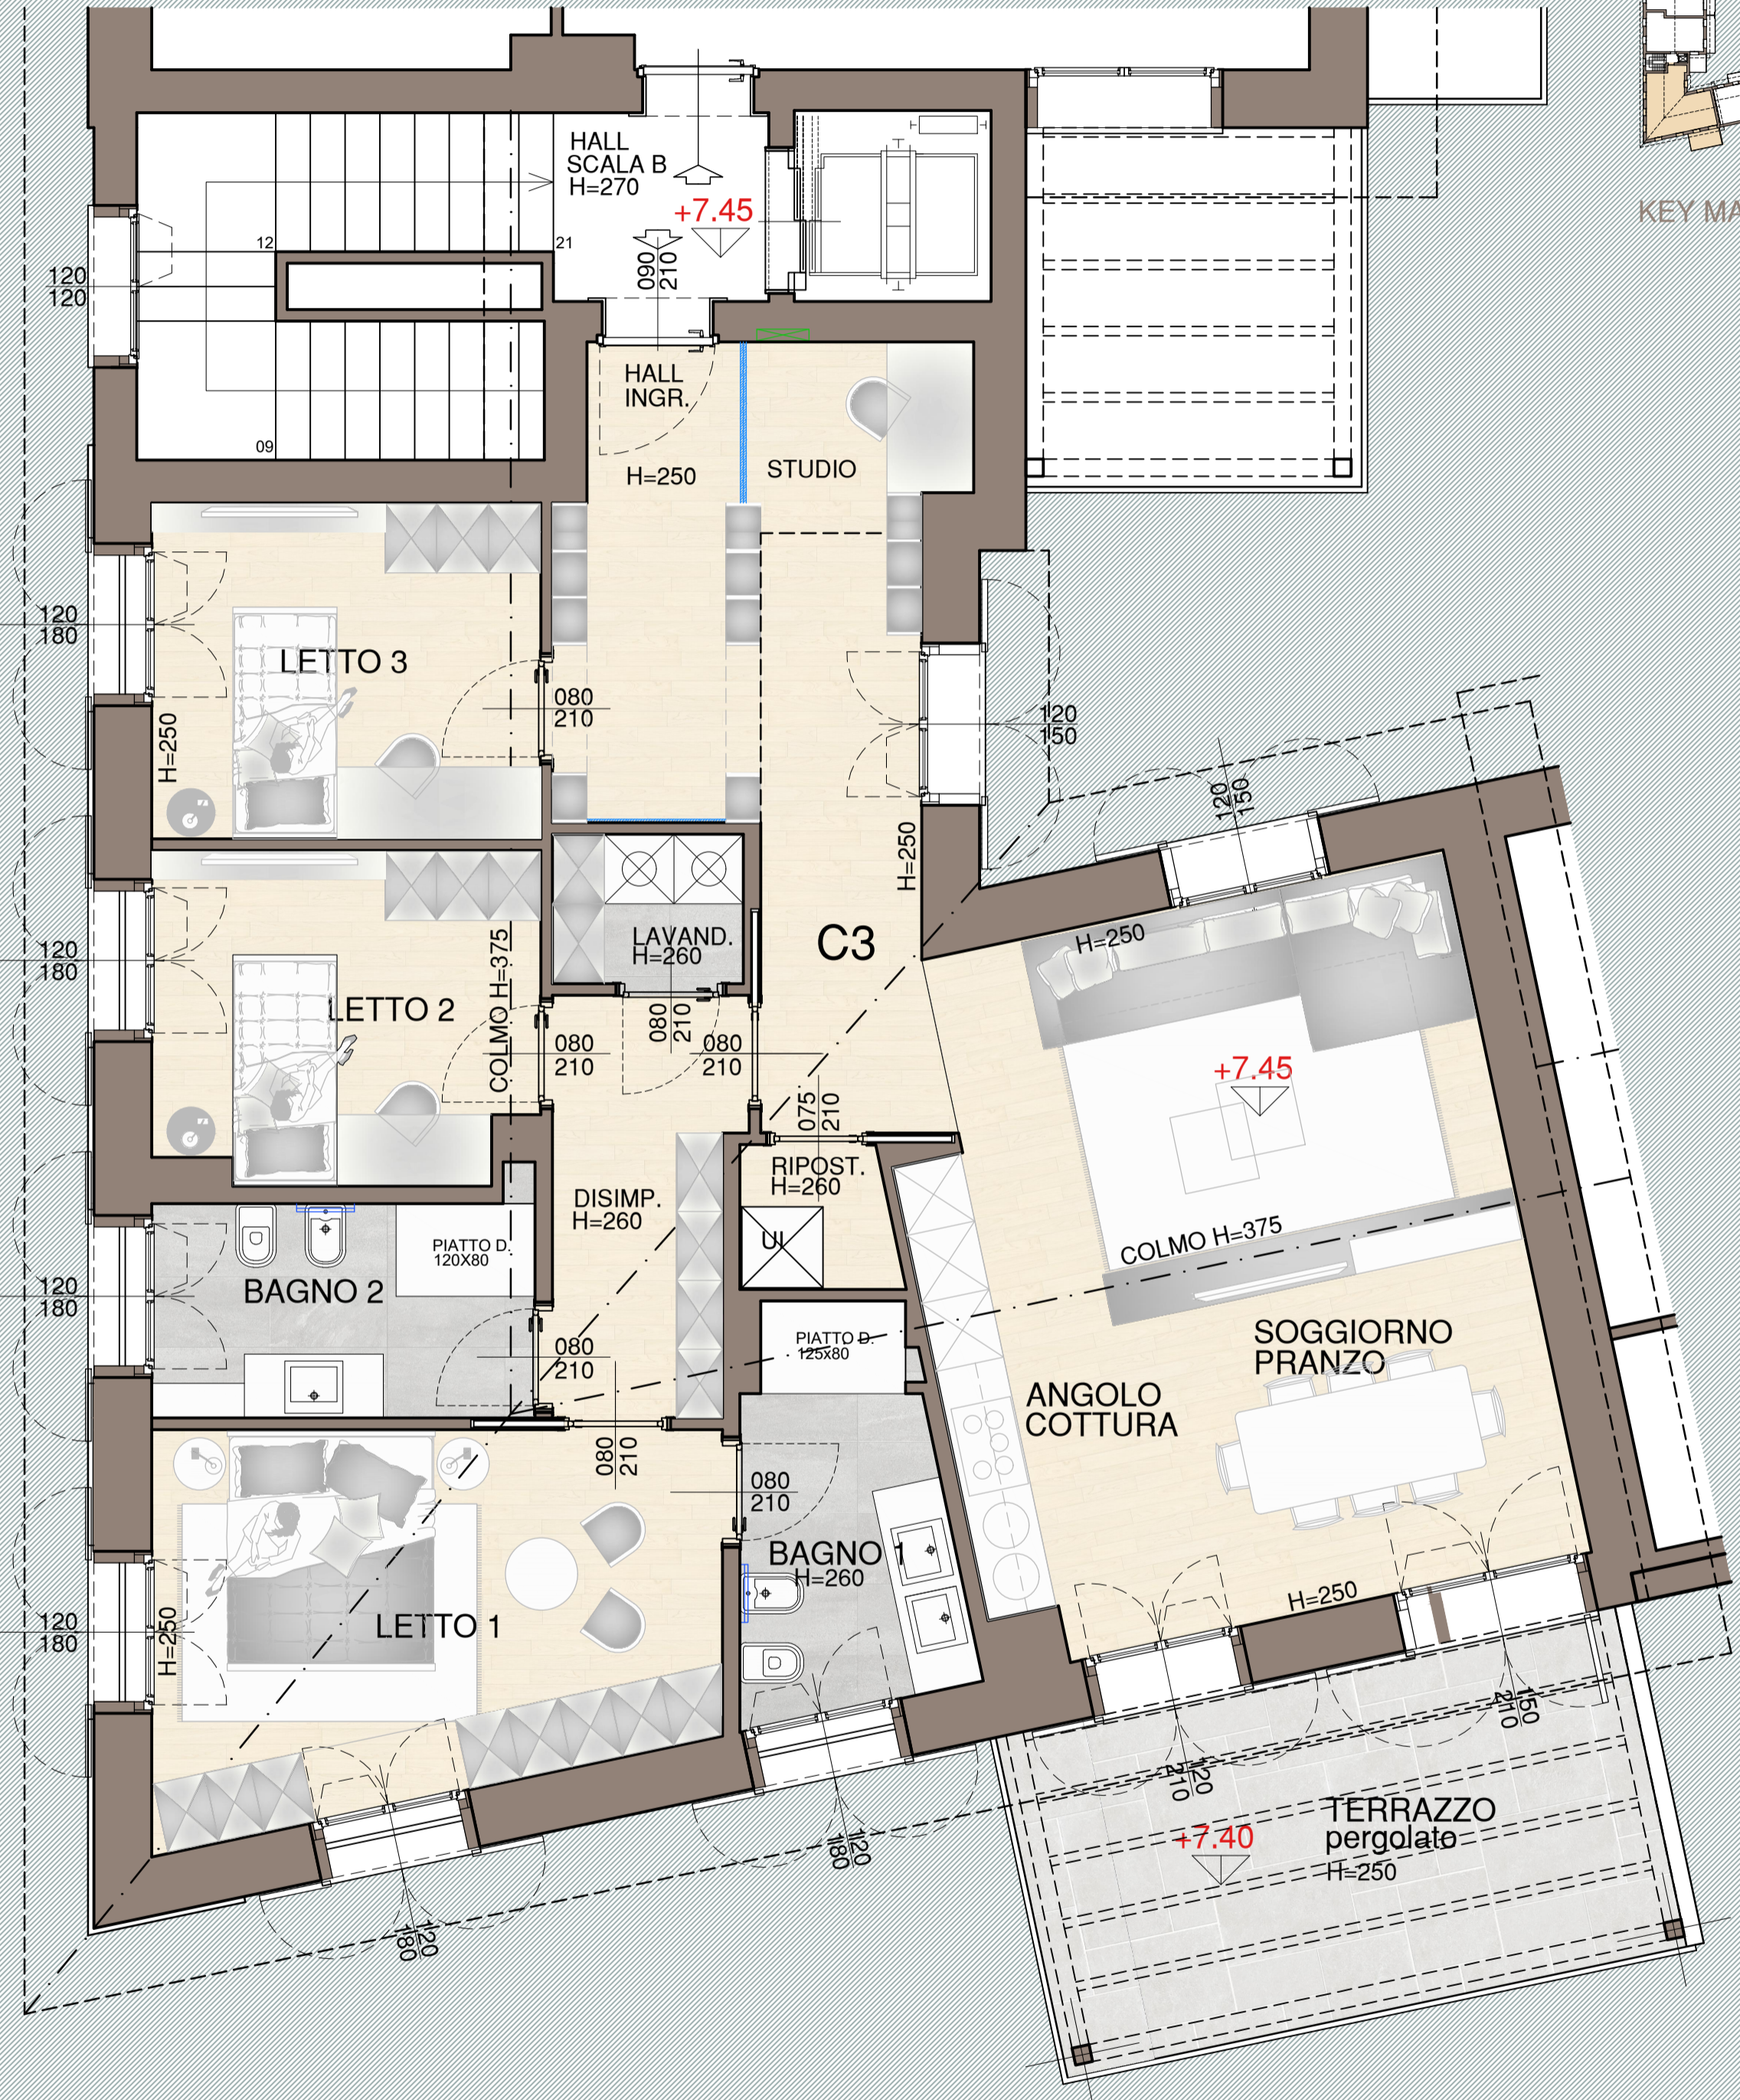 HALL
SCALA B
H=270
+7.45
KEY MA
12
21
090
210
120
120
09
HALL
INGR.
H=250
STUDIO
120
180
LETTO 3
H=250
080
210
120
150
120
150
H=250
LAVAND.
H=260
C3
H=250
120
180
LETTO 2
COLMO H=375
080
210
080
210
080
210
+7.45
075
210
RIPOST.
H=260
UI
DISIMP.
H=260
COLMO H=375
PIATTO D.
120X80
BAGNO 2
120
180
080
210
PIATTO D.
125x80
SOGGIORNO
PRANZO
ANGOLO
COTTURA
080
210
080
210
BAGNO 1
H=260
H=250
LETTO 1
H=250
120
180
150
210
120
210
TERRAZZO
pergolato
H=250
+7.40
120
180
120
180